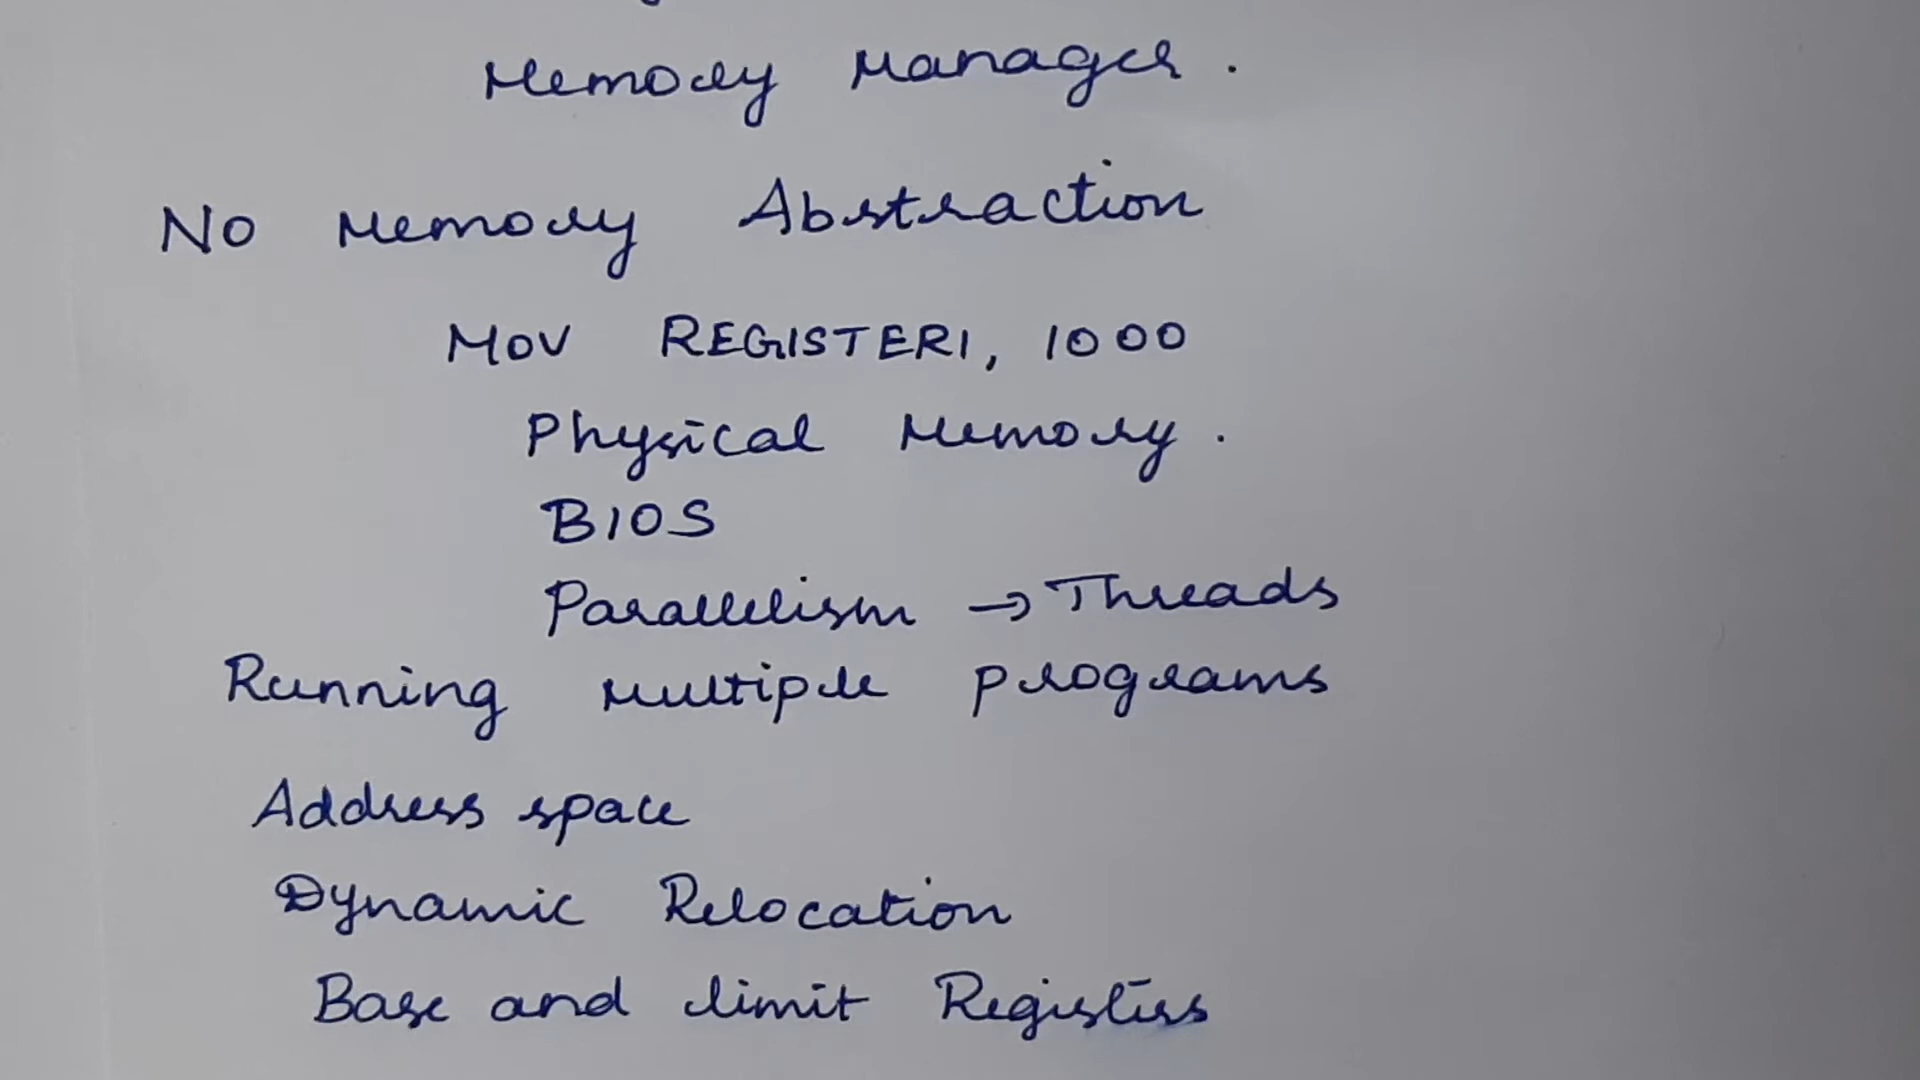 Memory Manager.
No Memory Abstraction
MOV REGISTER1, 1000
Physical Memory.
BIOS
Parallelism → Threads
Running multiple programs
Address space
Dynamic Relocation
Base and limit Registers